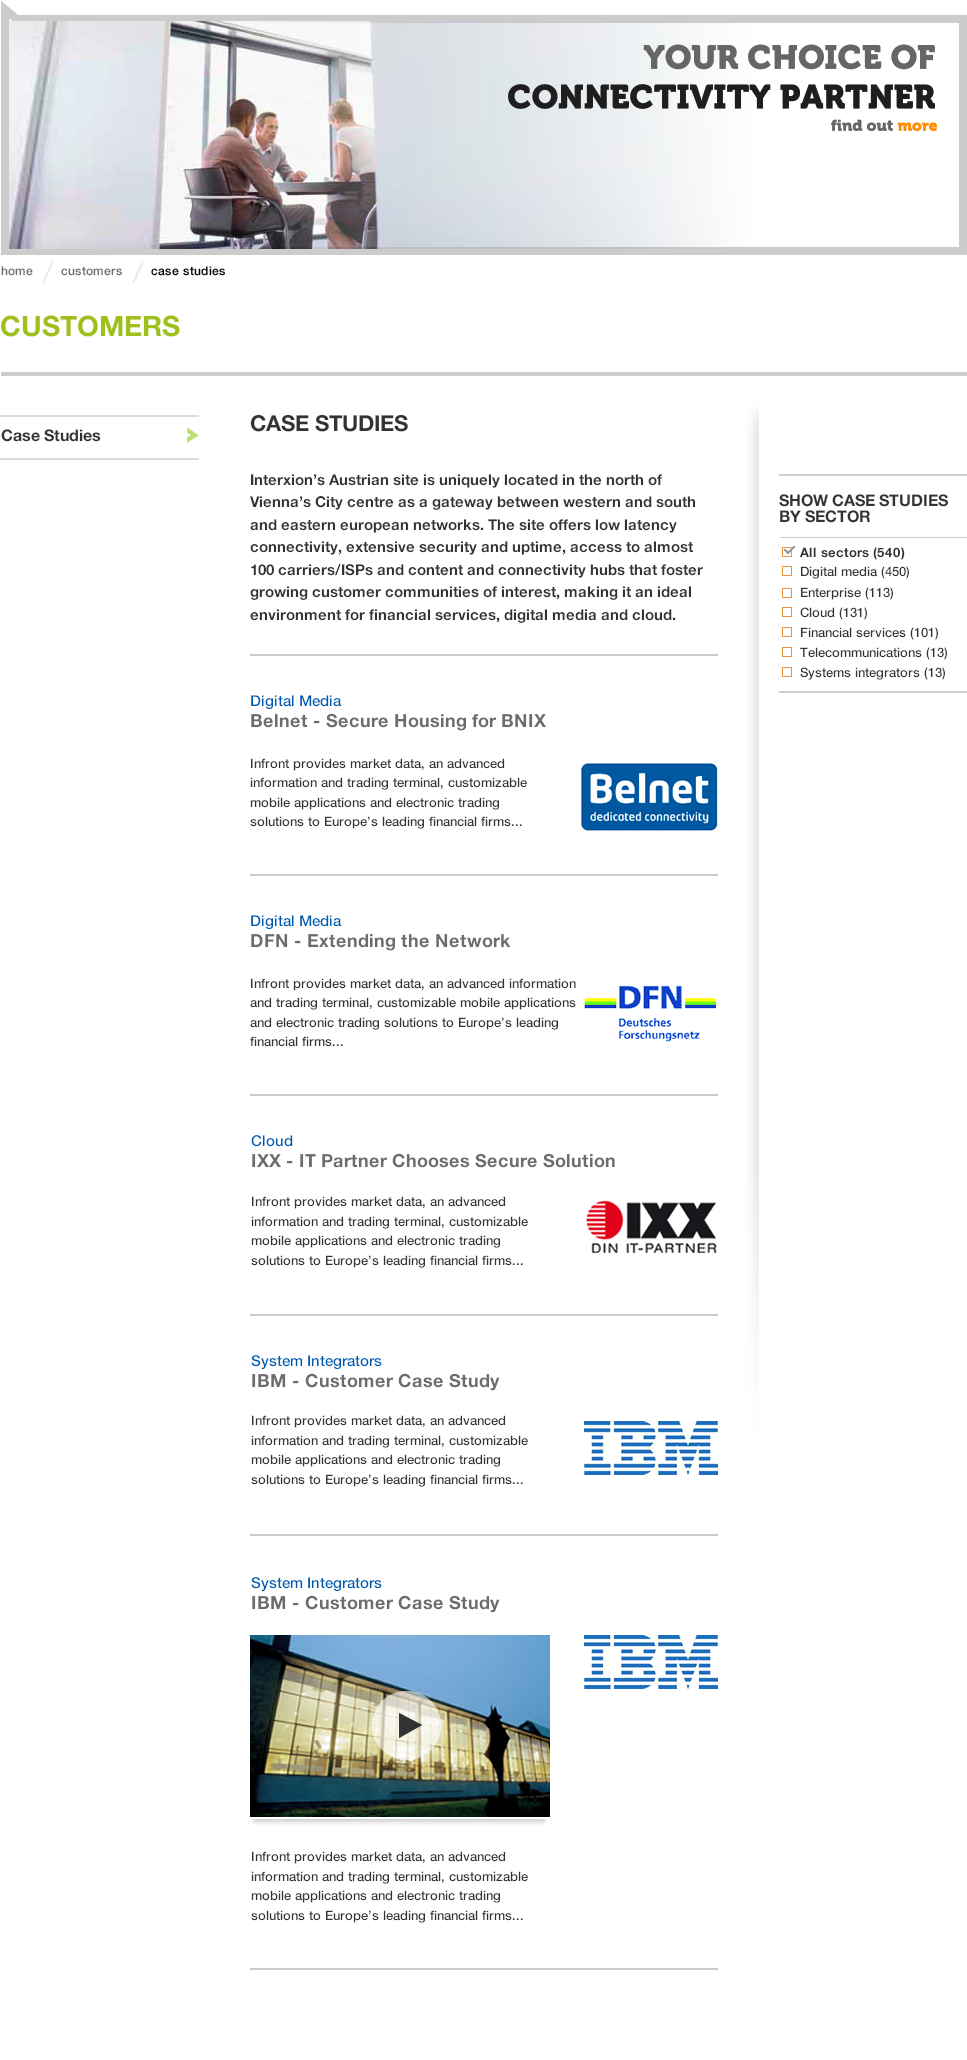 YOUR CHOICE OF
CONNECTIVITY PARTNER
find out more
home / customers / case studies
CUSTOMERS
Case Studies
CASE STUDIES
Interxion’s Austrian site is uniquely located in the north of
Vienna’s City centre as a gateway between western and south
and eastern european networks. The site offers low latency
connectivity, extensive security and uptime, access to almost
100 carriers/ISPs and content and connectivity hubs that foster
growing customer communities of interest, making it an ideal
environment for financial services, digital media and cloud.
Digital Media
Belnet - Secure Housing for BNIX
Infront provides market data, an advanced
information and trading terminal, customizable
mobile applications and electronic trading
solutions to Europe’s leading financial firms...
Belnet
dedicated connectivity
Digital Media
DFN - Extending the Network
Infront provides market data, an advanced information
and trading terminal, customizable mobile applications
and electronic trading solutions to Europe’s leading
financial firms...
DFN
Deutsches
Forschungsnetz
Cloud
IXX - IT Partner Chooses Secure Solution
Infront provides market data, an advanced
information and trading terminal, customizable
mobile applications and electronic trading
solutions to Europe’s leading financial firms...
IXX
DIN IT-PARTNER
System Integrators
IBM - Customer Case Study
Infront provides market data, an advanced
information and trading terminal, customizable
mobile applications and electronic trading
solutions to Europe’s leading financial firms...
IBM
System Integrators
IBM - Customer Case Study
IBM
Infront provides market data, an advanced
information and trading terminal, customizable
mobile applications and electronic trading
solutions to Europe’s leading financial firms...
SHOW CASE STUDIES
BY SECTOR
All sectors (540)
Digital media (450)
Enterprise (113)
Cloud (131)
Financial services (101)
Telecommunications (13)
Systems integrators (13)